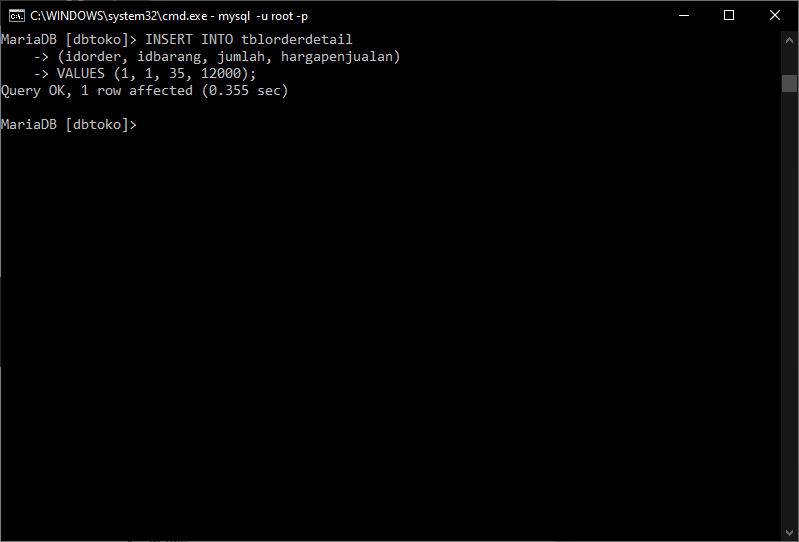 C:\WINDOWS\system32\cmd.exe - mysql -u root -p
MariaDB [dbtoko]> INSERT INTO tblorderdetail
    -> (idorder, idbarang, jumlah, hargapenjualan)
    -> VALUES (1, 1, 35, 12000);
Query OK, 1 row affected (0.355 sec)
MariaDB [dbtoko]>